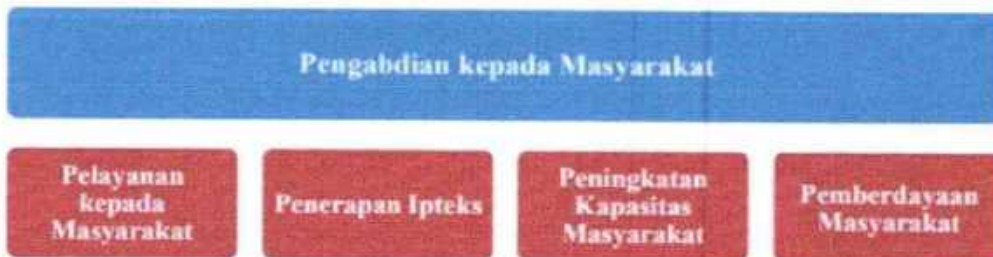 Pengabdian kepada Masyarakat
Pelayanan
kepada
Masyarakat
Penerapan Ipteks
Peningkatan
Kapasitas
Masyarakat
Pemberdayaan
Masyarakat